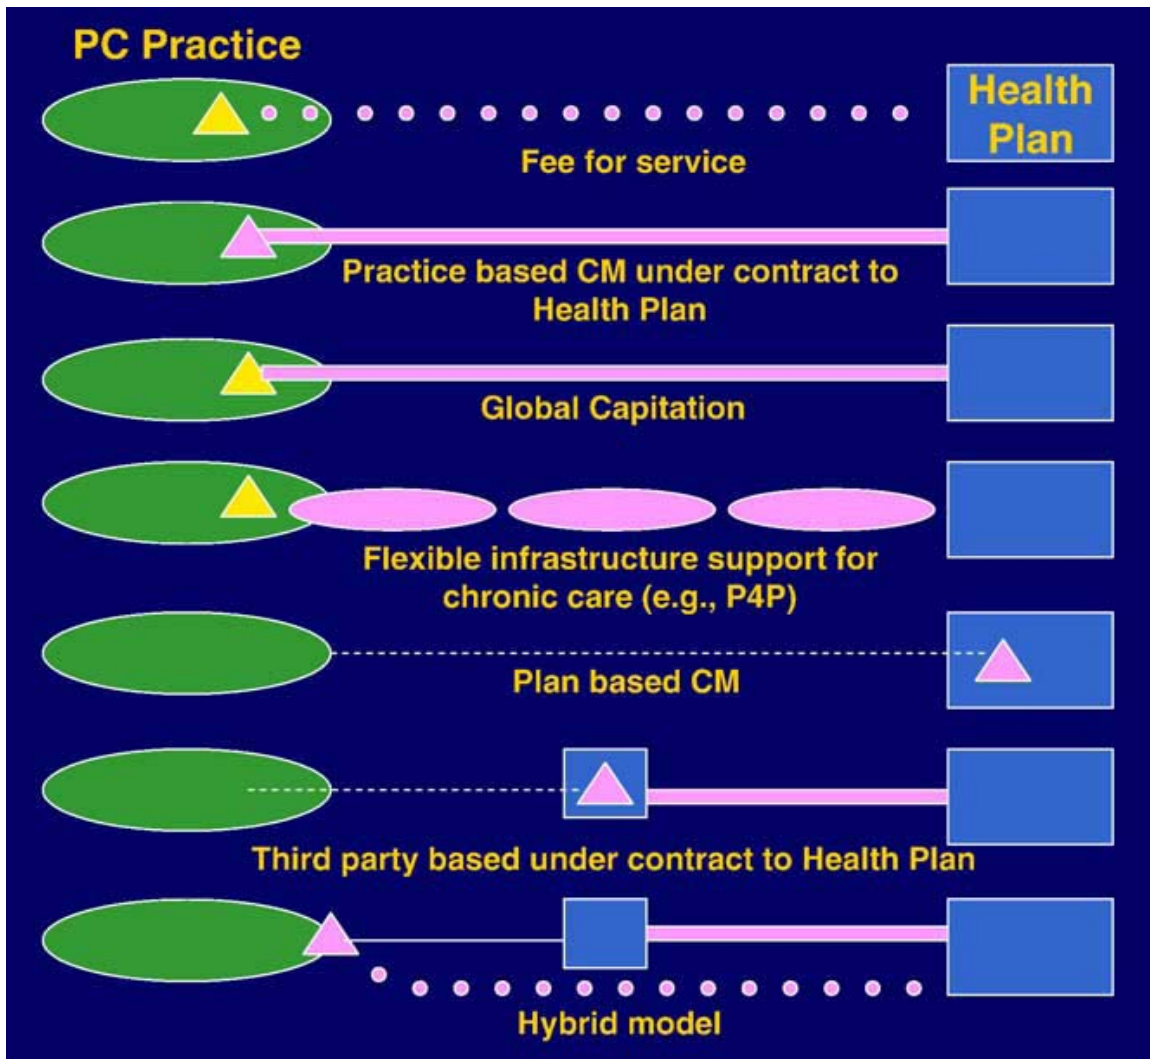 PC Practice
Health
Plan
Fee for service
Practice based CM under contract to
Health Plan
Global Capitation
Flexible infrastructure support for
chronic care (e.g., P4P)
Plan based CM
Third party based under contract to Health Plan
Hybrid model